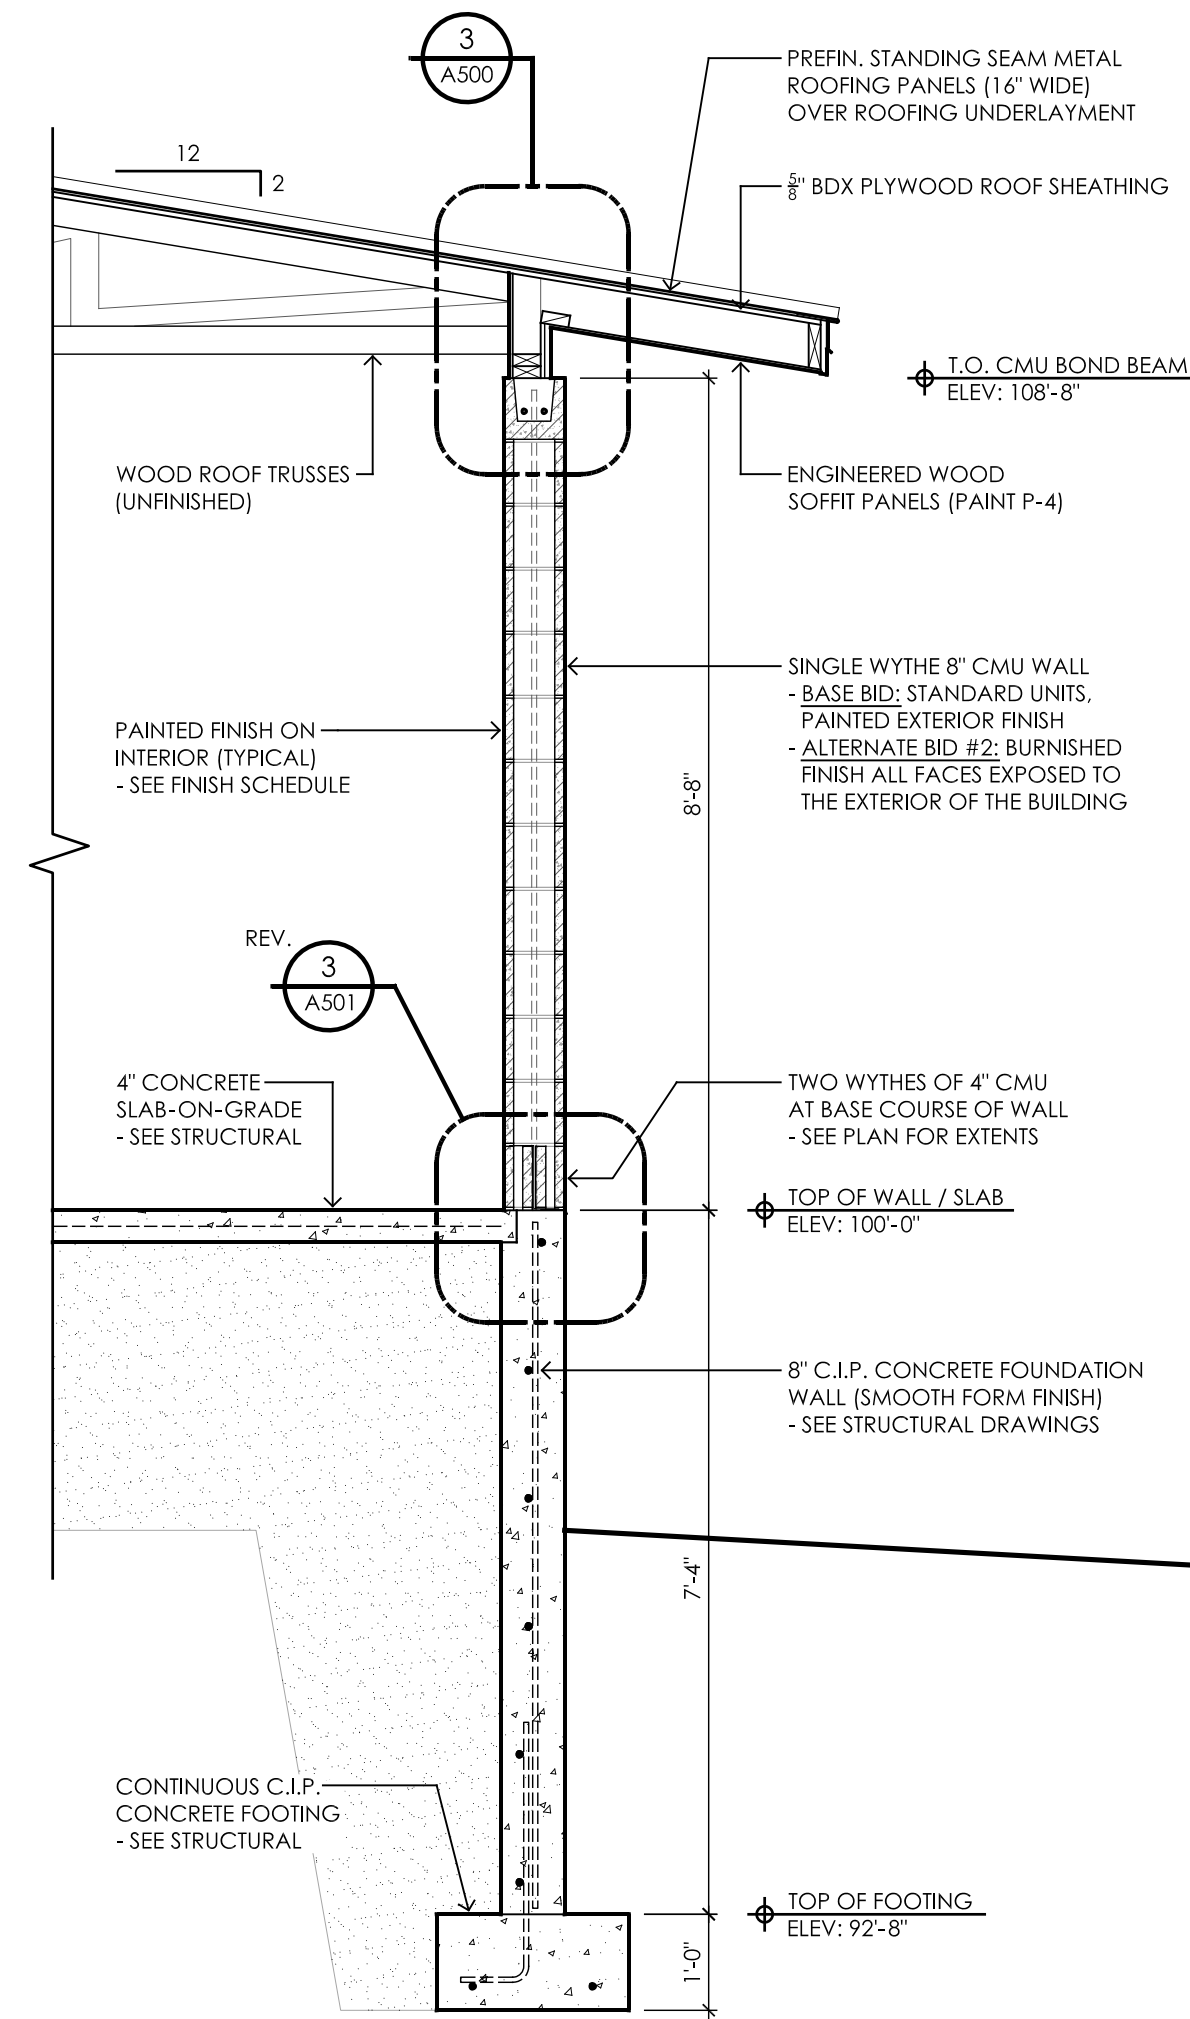 3
A500
PREFIN. STANDING SEAM METAL
ROOFING PANELS (16" WIDE)
OVER ROOFING UNDERLAYMENT
12
2
5/8" BDX PLYWOOD ROOF SHEATHING
T.O. CMU BOND BEAM
ELEV: 108'-8"
WOOD ROOF TRUSSES
(UNFINISHED)
ENGINEERED WOOD
SOFFIT PANELS (PAINT P-4)
SINGLE WYTHE 8" CMU WALL
- BASE BID: STANDARD UNITS,
PAINTED EXTERIOR FINISH
- ALTERNATE BID #2: BURNISHED
FINISH ALL FACES EXPOSED TO
THE EXTERIOR OF THE BUILDING
PAINTED FINISH ON
INTERIOR (TYPICAL)
- SEE FINISH SCHEDULE
8'-8"
REV.
3
A501
4" CONCRETE
SLAB-ON-GRADE
- SEE STRUCTURAL
TWO WYTHES OF 4" CMU
AT BASE COURSE OF WALL
- SEE PLAN FOR EXTENTS
TOP OF WALL / SLAB
ELEV: 100'-0"
8" C.I.P. CONCRETE FOUNDATION
WALL (SMOOTH FORM FINISH)
- SEE STRUCTURAL DRAWINGS
7'-4"
CONTINUOUS C.I.P.
CONCRETE FOOTING
- SEE STRUCTURAL
TOP OF FOOTING
ELEV: 92'-8"
1'-0"